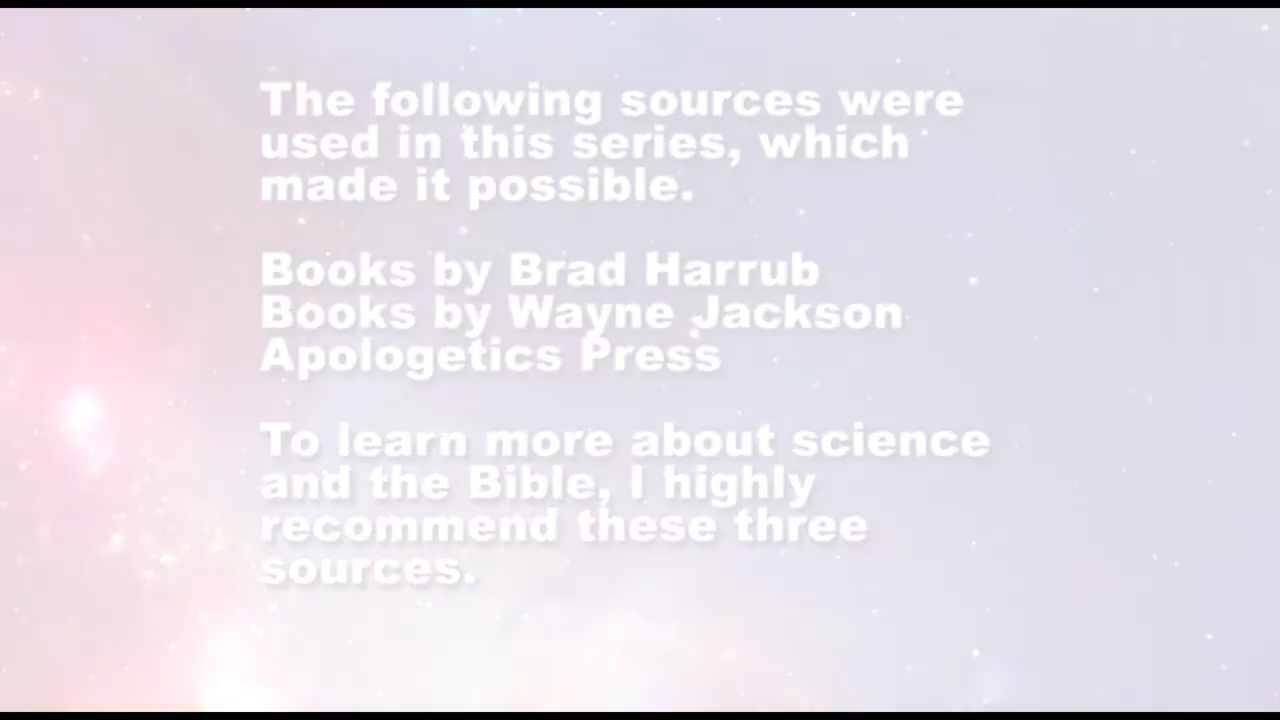 The following sources were
used in this series, which
made it possible.
Books by Brad Harrub
Books by Wayne Jackson
Apologetics Press
To learn more about science
and the Bible, I highly
recommend these three
sources.